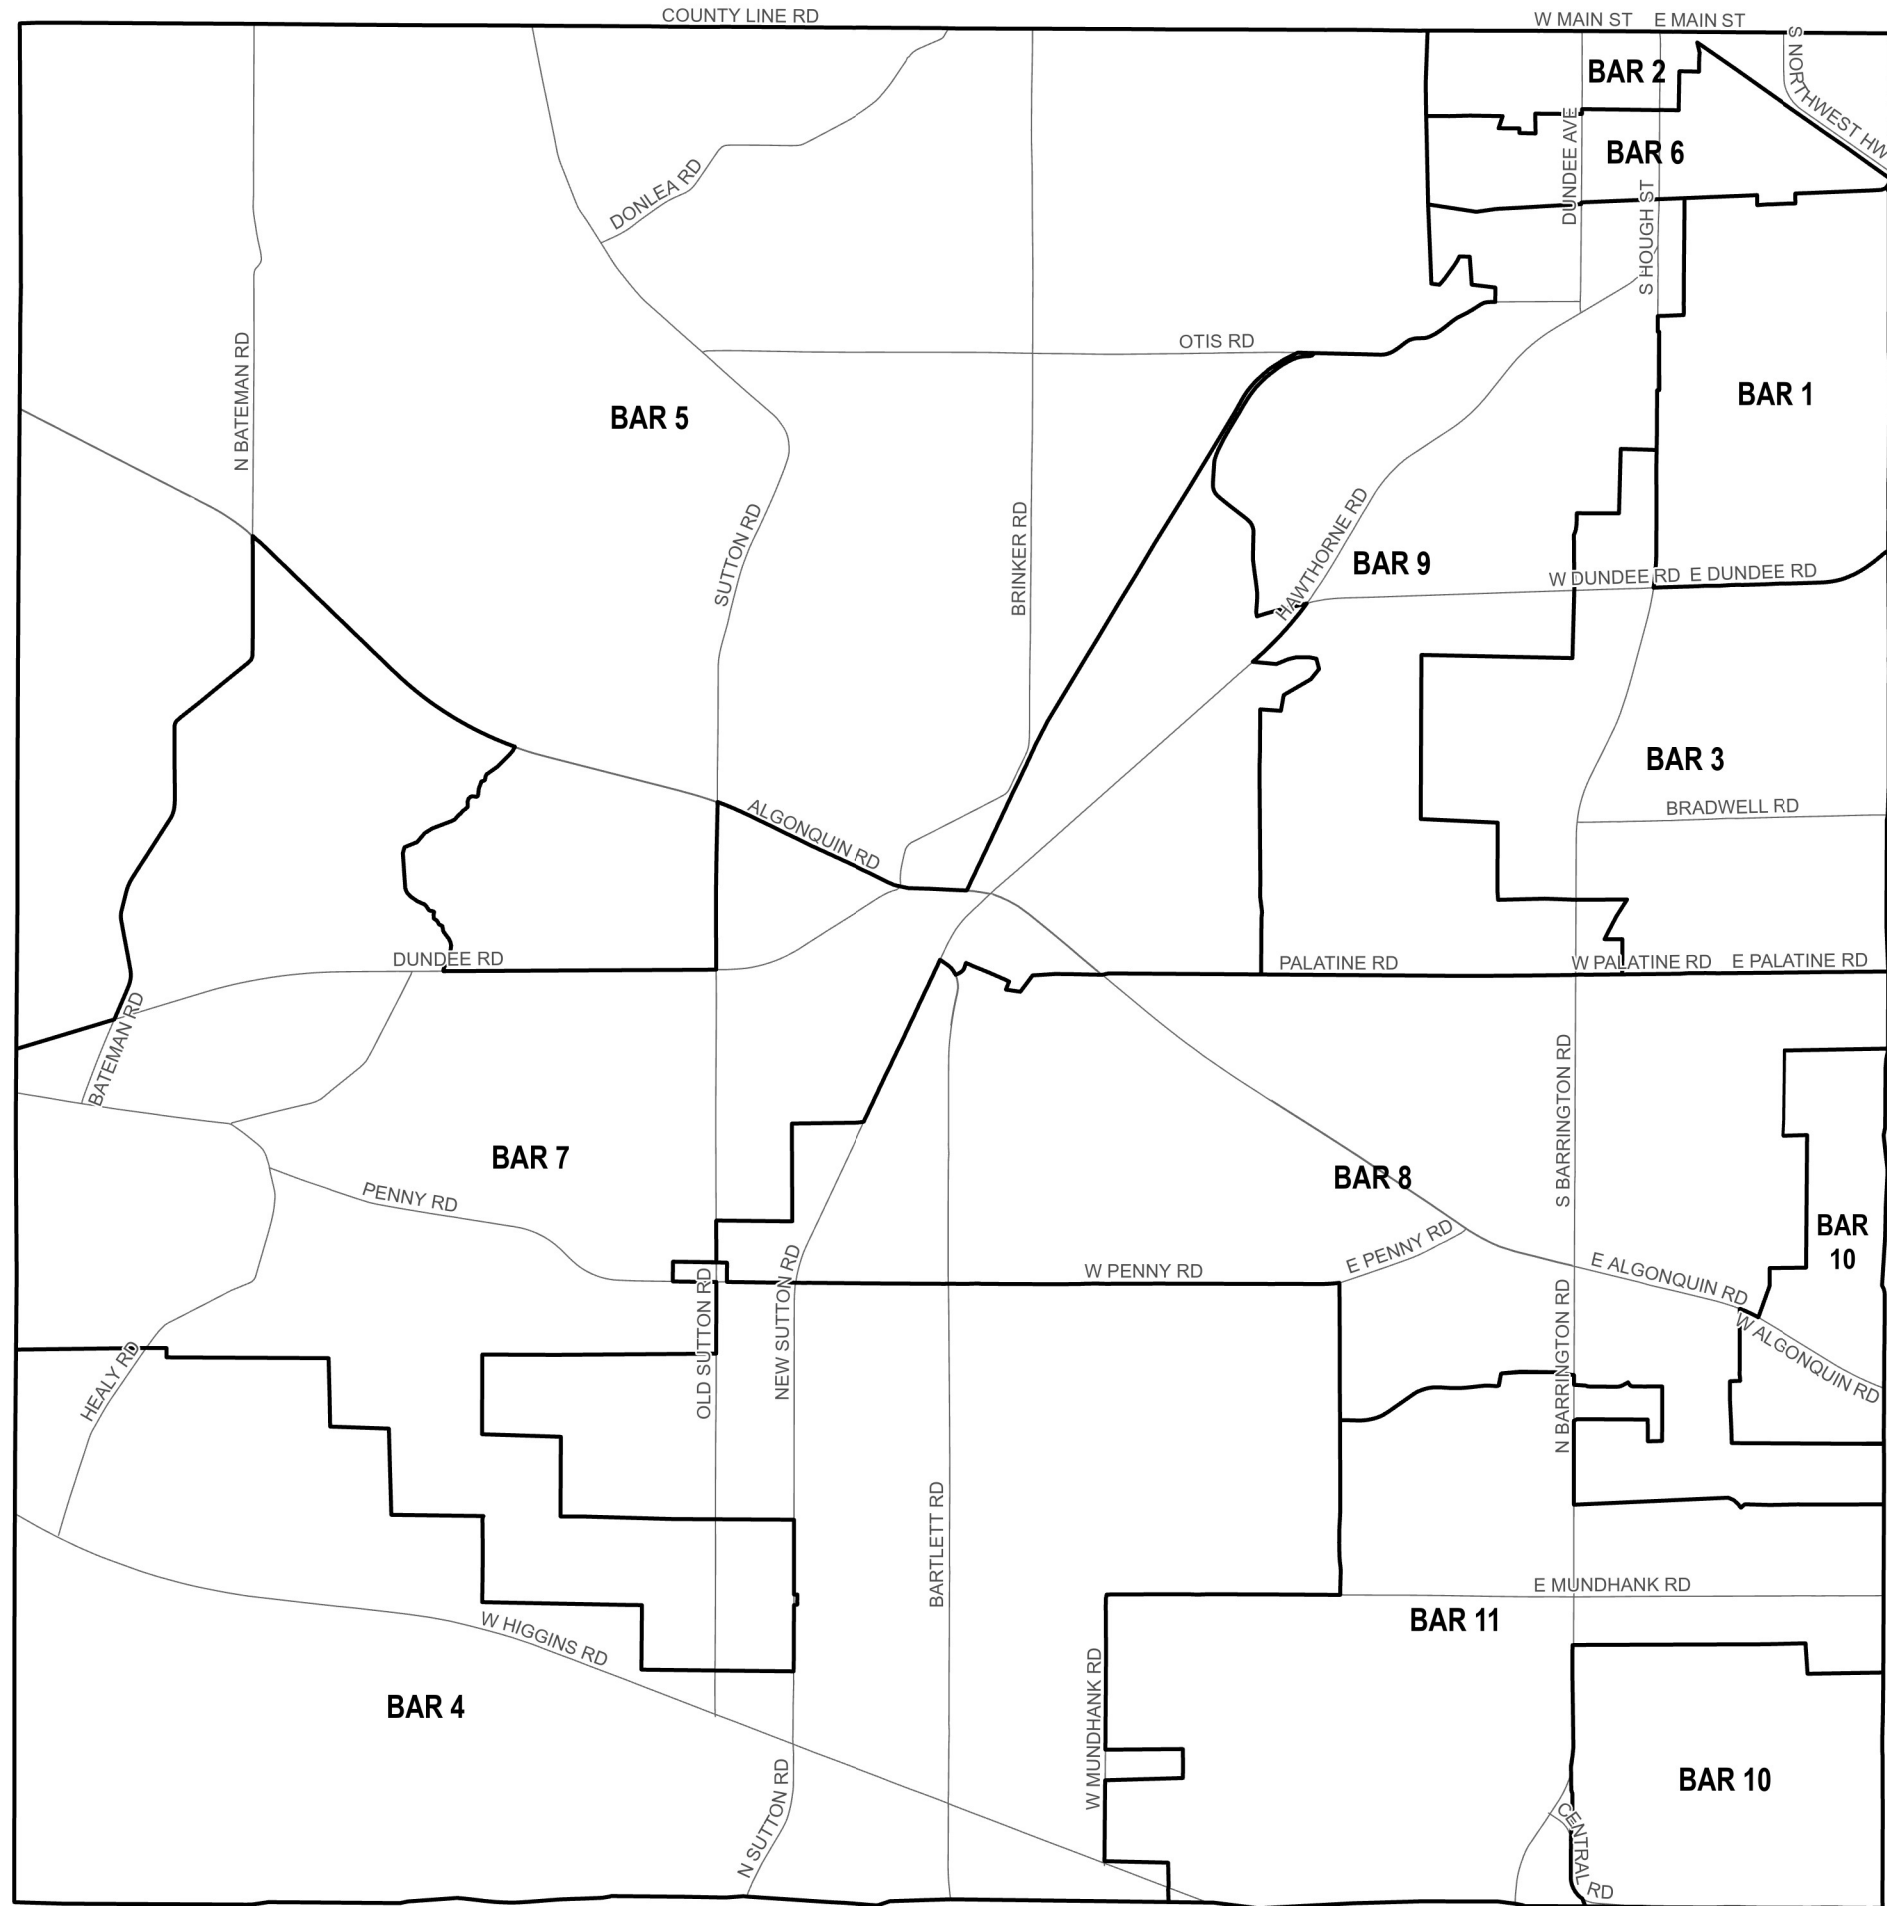 COUNTY LINE RD
W MAIN ST
E MAIN ST
S NORTHWEST HW
BAR 2
BAR 6
DUNDEE AVE
DONLEA RD
S HOUGH ST
OTIS RD
N BATEMAN RD
BAR 5
BAR 1
SUTTON RD
BRINKER RD
HAWTHORNE RD
BAR 9
W DUNDEE RD
E DUNDEE RD
BAR 3
BRADWELL RD
ALGONQUIN RD
DUNDEE RD
PALATINE RD
W PALATINE RD
E PALATINE RD
BATEMAN RD
S BARRINGTON RD
BAR 7
BAR 8
PENNY RD
BAR
10
E PENNY RD
W PENNY RD
E ALGONQUIN RD
W ALGONQUIN RD
OLD SUTTON RD
NEW SUTTON RD
N BARRINGTON RD
HEALY RD
BARTLETT RD
E MUNDHANK RD
BAR 11
W HIGGINS RD
BAR 4
W MUNDHANK RD
BAR 10
N SUTTON RD
CENTRAL RD